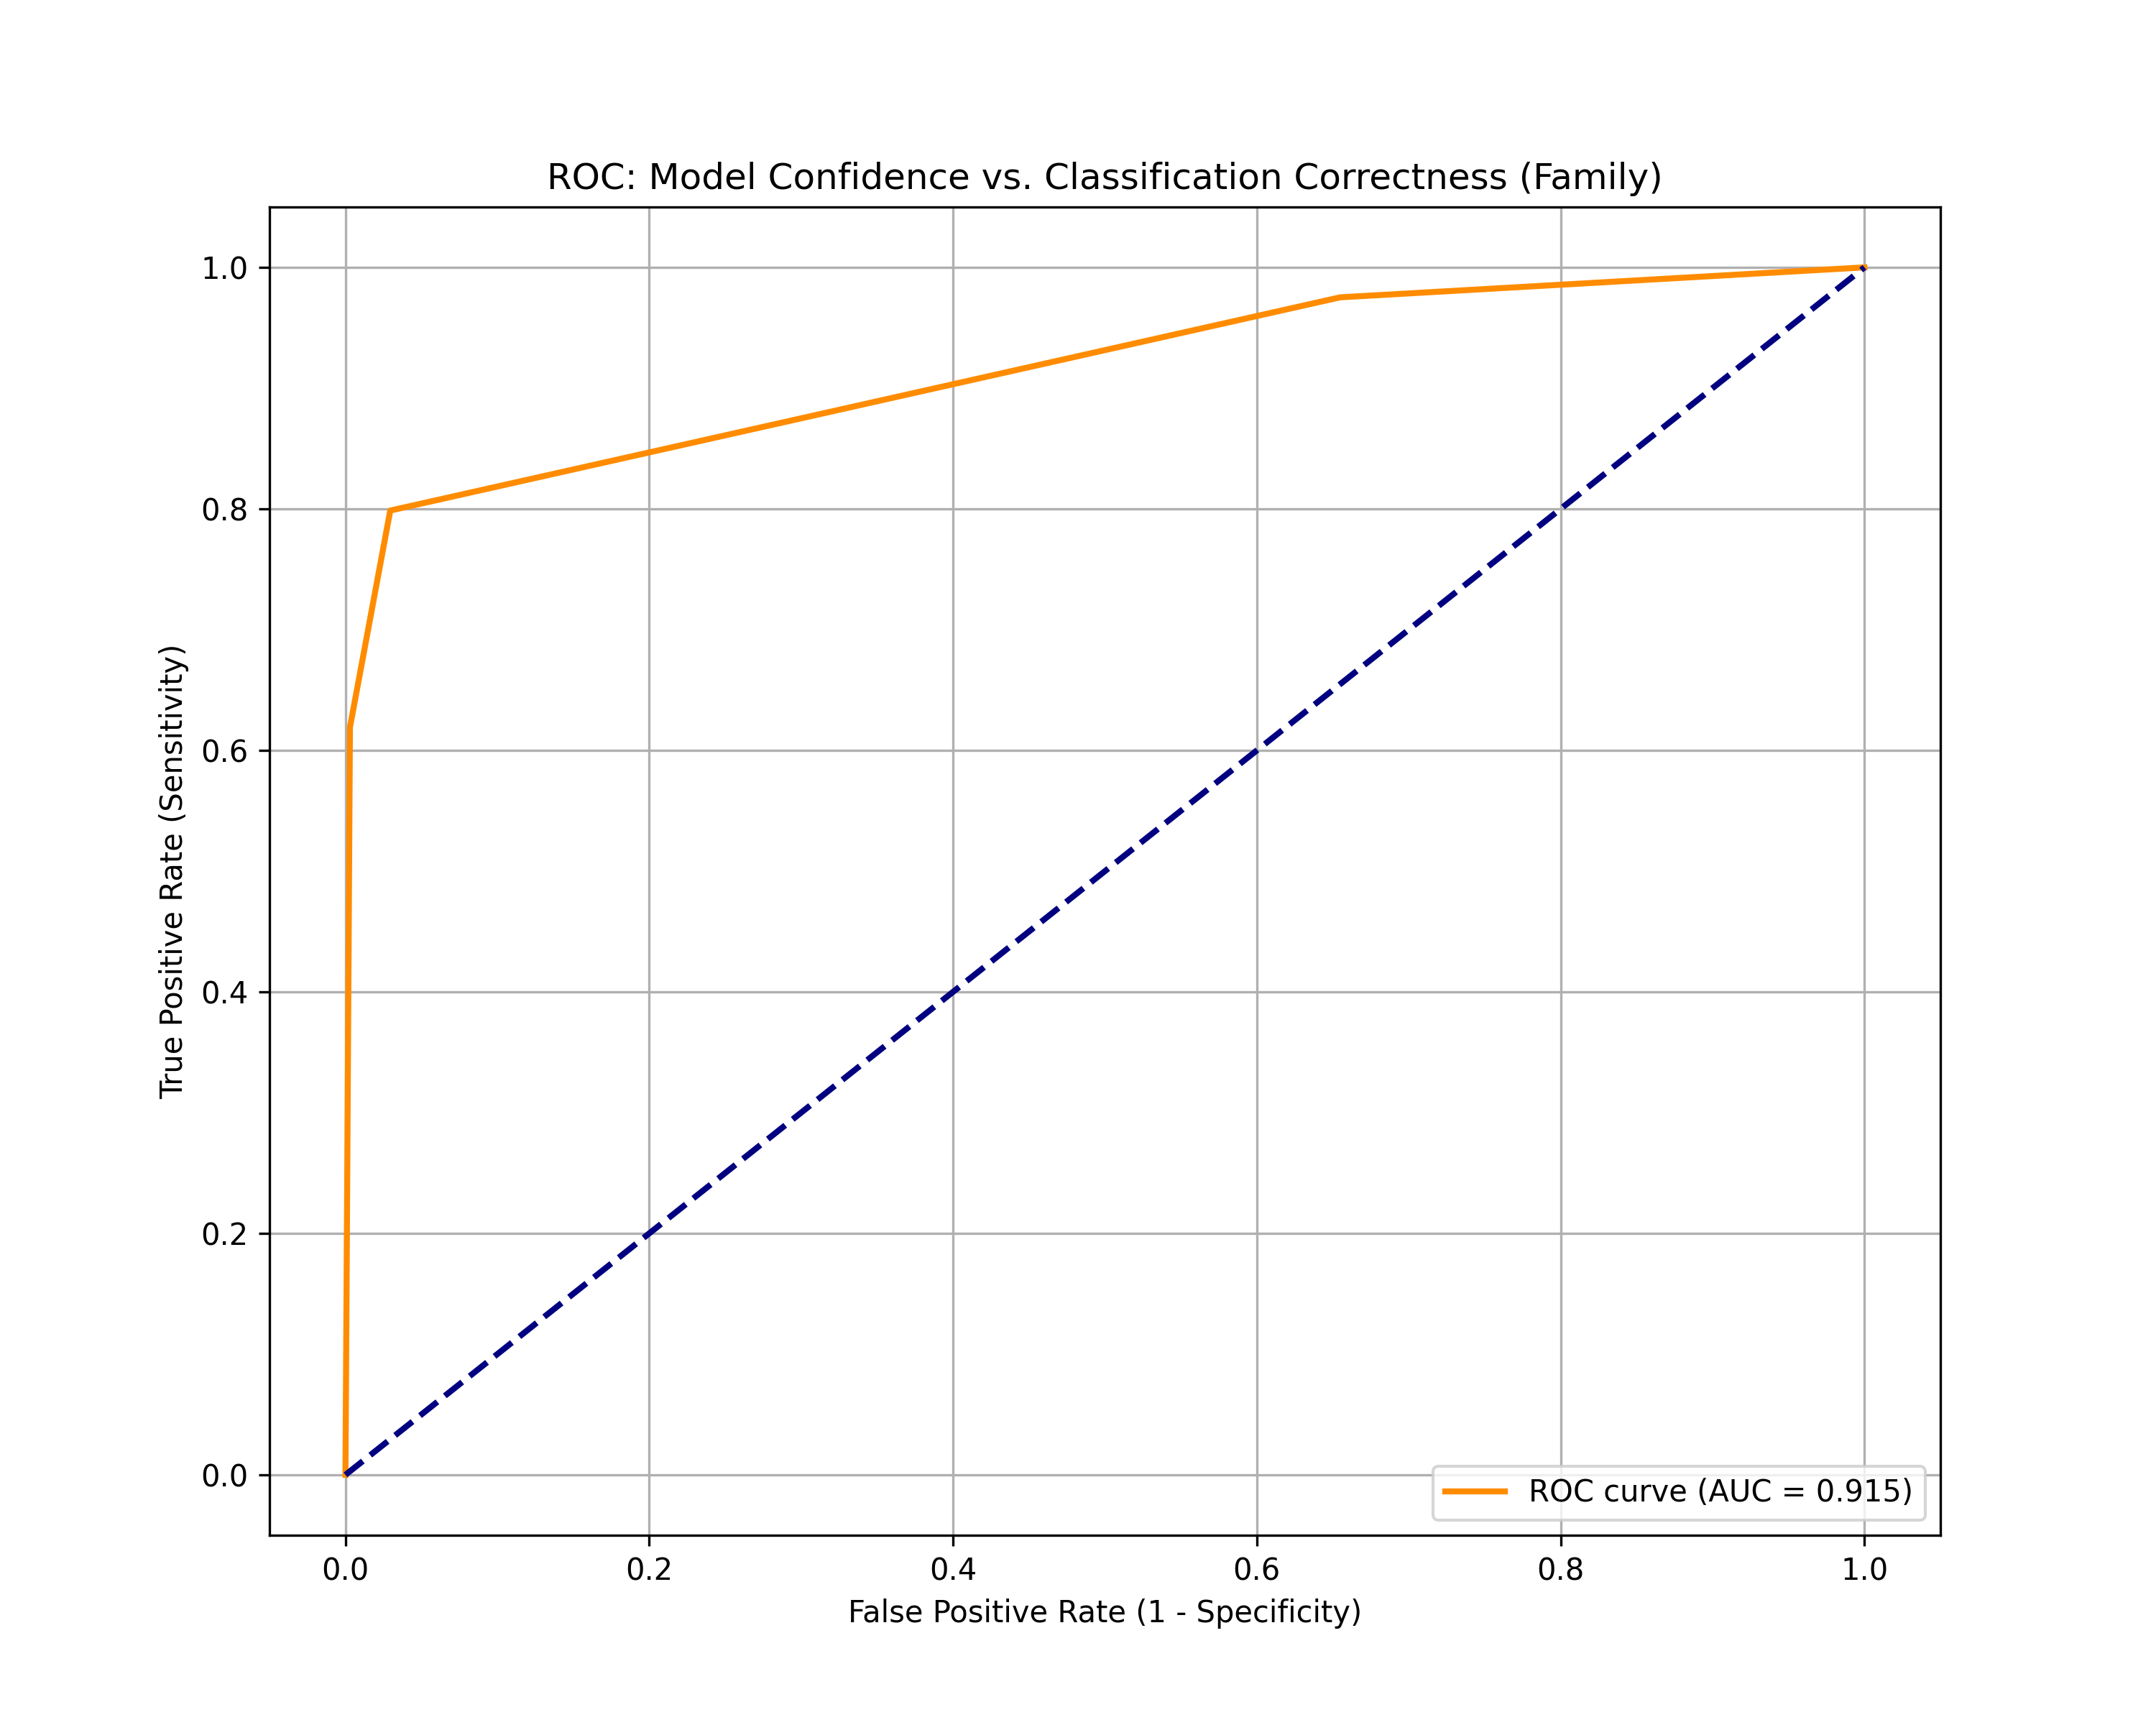 ROC: Model Confidence vs. Classification Correctness (Family)
True Positive Rate (Sensitivity)
1.0
0.8
0.6
0.4
0.2
0.0
ROC curve (AUC = 0.915)
0.0 0.2 0.4 0.6 0.8 1.0
False Positive Rate (1 - Specificity)